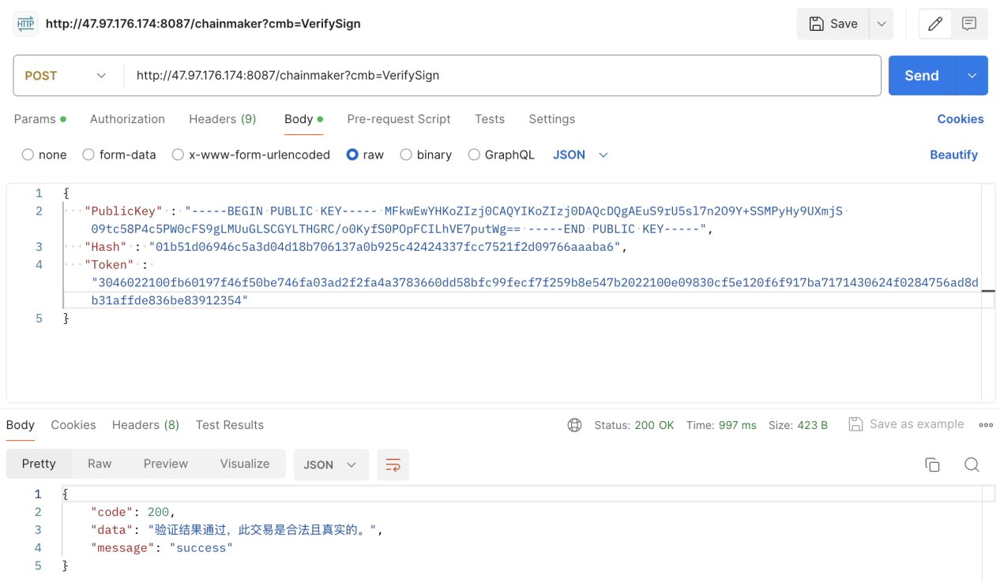 HTTP http://47.97.176.174:8087/chainmaker?cmb=VerifySign Save
POST http://47.97.176.174:8087/chainmaker?cmb=VerifySign Send
Params Authorization Headers (9) Body Pre-request Script Tests Settings Cookies
none form-data x-www-form-urlencoded raw binary GraphQL JSON Beautify
1 {
2 "PublicKey" : "-----BEGIN PUBLIC KEY----- MFkwEwYHKoZIzj0CAQYIKoZIzj0DAQcDQgAEuS9rU5sl7n2O9Y+SSMPyHy9UXmjS
09tc58P4c5PW0cFS9gLMUuGLSCGYLTHGRC/o0KyfS0POpFCILhVE7putWg== -----END PUBLIC KEY-----",
3 "Hash" : "01b51d06946c5a3d04d18b706137a0b925c42424337fcc7521f2d09766aaaba6",
4 "Token" :
"3046022100fb60197f46f50be746fa03ad2f2fa4a3783660dd58bfc99fecf7f259b8e547b2022100e09830cf5e120f6f917ba7171430624f0284756ad8d
b31affde836be83912354"
5 }
Body Cookies Headers (8) Test Results Status: 200 OK Time: 997 ms Size: 423 B Save as example
Pretty Raw Preview Visualize JSON
1 {
2 "code": 200,
3 "data": "验证结果通过，此交易是合法且真实的。",
4 "message": "success"
5 }